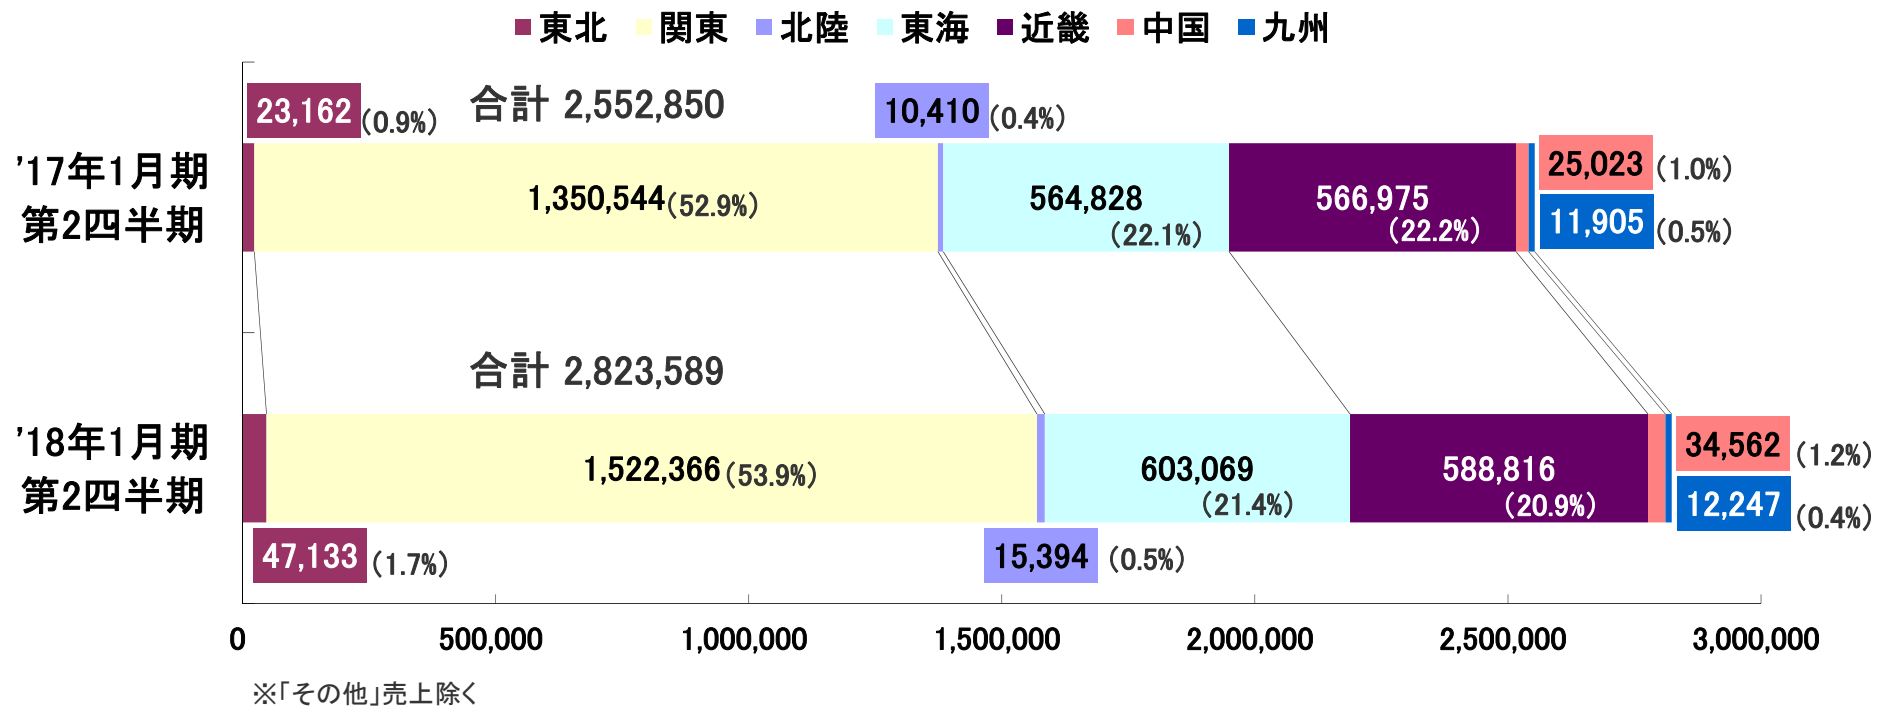 東北 関東 北陸 東海 近畿 中国 九州
23,162 (0.9%) 合計 2,552,850 10,410 (0.4%)
'17年1月期
第2四半期
1,350,544 (52.9%) 564,828 (22.1%) 566,975 (22.2%) 25,023 (1.0%)
11,905 (0.5%)
合計 2,823,589
'18年1月期
第2四半期
1,522,366 (53.9%) 603,069 (21.4%) 588,816 (20.9%) 34,562 (1.2%)
12,247 (0.4%)
47,133 (1.7%) 15,394 (0.5%)
0 500,000 1,000,000 1,500,000 2,000,000 2,500,000 3,000,000
※「その他」売上除く